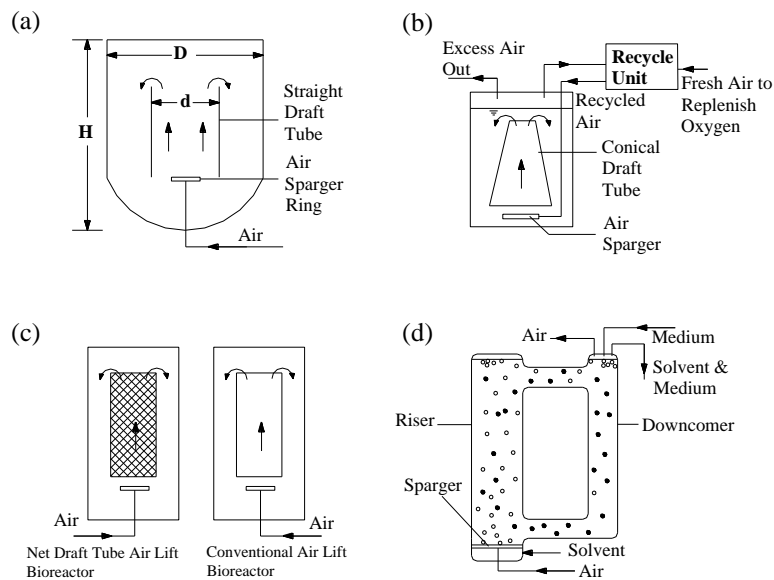 (a)
D
H
d
Straight
Draft
Tube
Air
Sparger
Ring
Air
(b)
Excess Air
Out
Recycle
Unit
Fresh Air to
Replenish
Oxygen
Recycled
Air
Conical
Draft
Tube
Air
Sparger
(c)
Air
Net Draft Tube Air Lift
Bioreactor
Air
Conventional Air Lift
Bioreactor
(d)
Air
Medium
Solvent &
Medium
Riser
Downcomer
Sparger
Solvent
Air